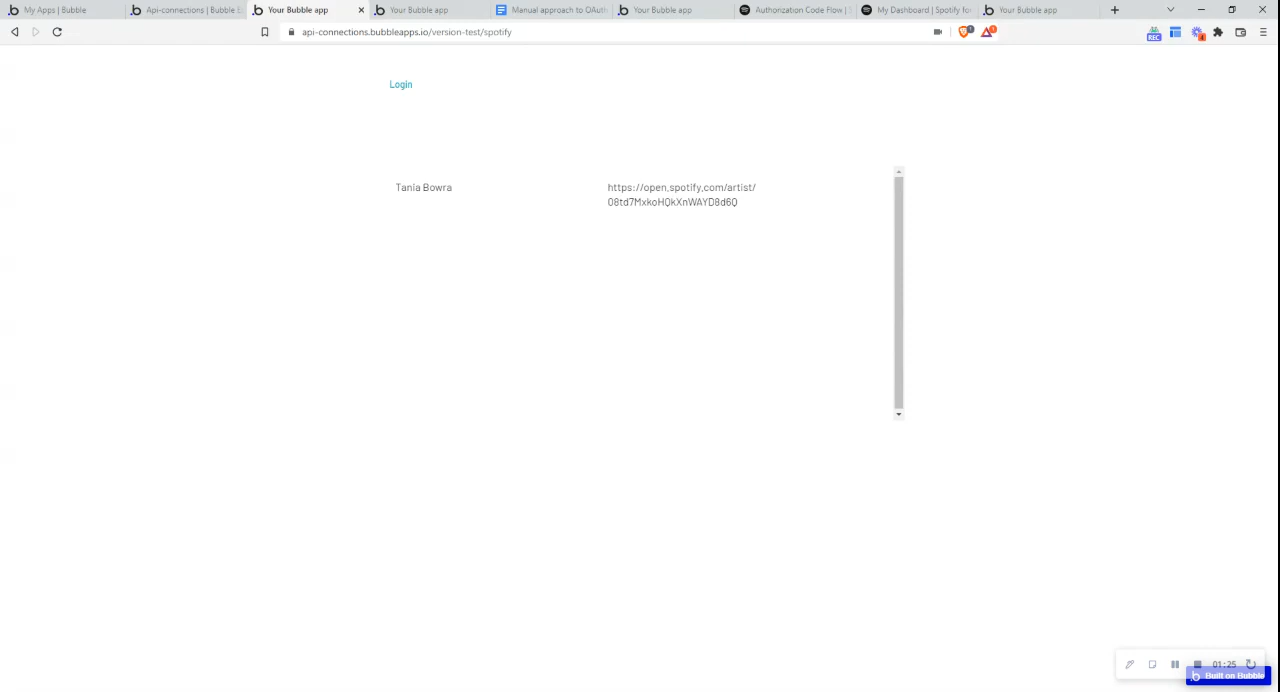 My Apps | Bubble
Api-connections | Bubble E
Your Bubble app
Your Bubble app
Manual approach to OAuth
Your Bubble app
Authorization Code Flow |
My Dashboard | Spotify for
Your Bubble app
api-connections.bubbleapps.io/version-test/spotify
REC
Login
Tania Bowra
https://open.spotify.com/artist/
08td7MxkoHQkXnWAYD8d6Q
01:25
Built on Bubble